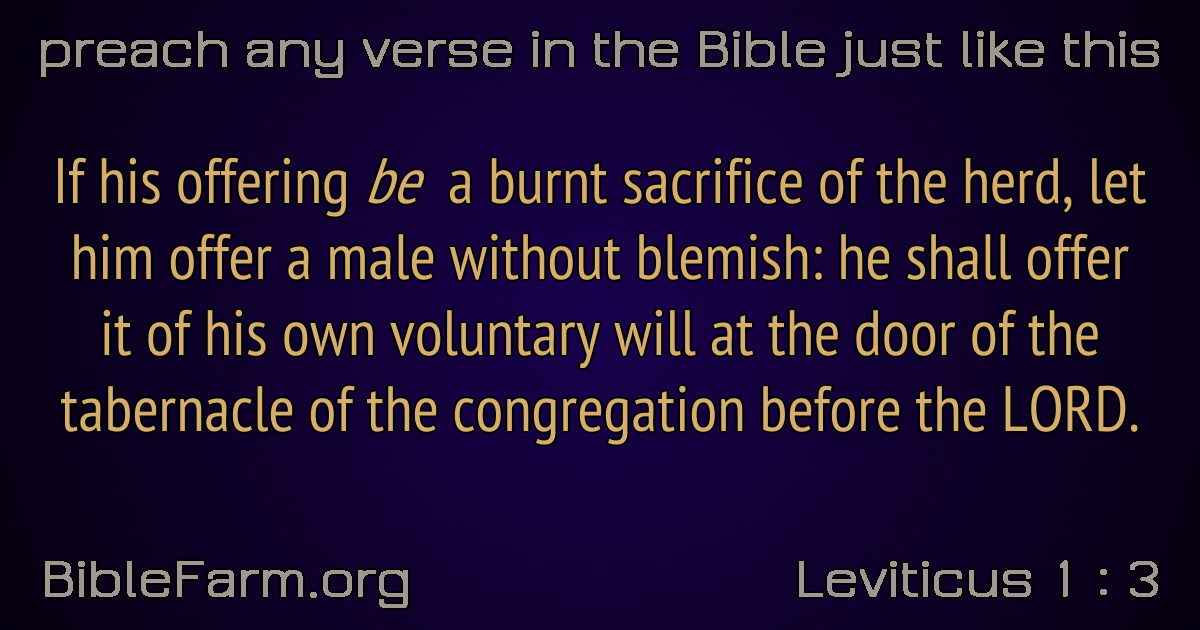 preach any verse in the Bible just like this
If his offering be a burnt sacrifice of the herd, let
him offer a male without blemish: he shall offer
it of his own voluntary will at the door of the
tabernacle of the congregation before the LORD.
BibleFarm.org
Leviticus 1 : 3